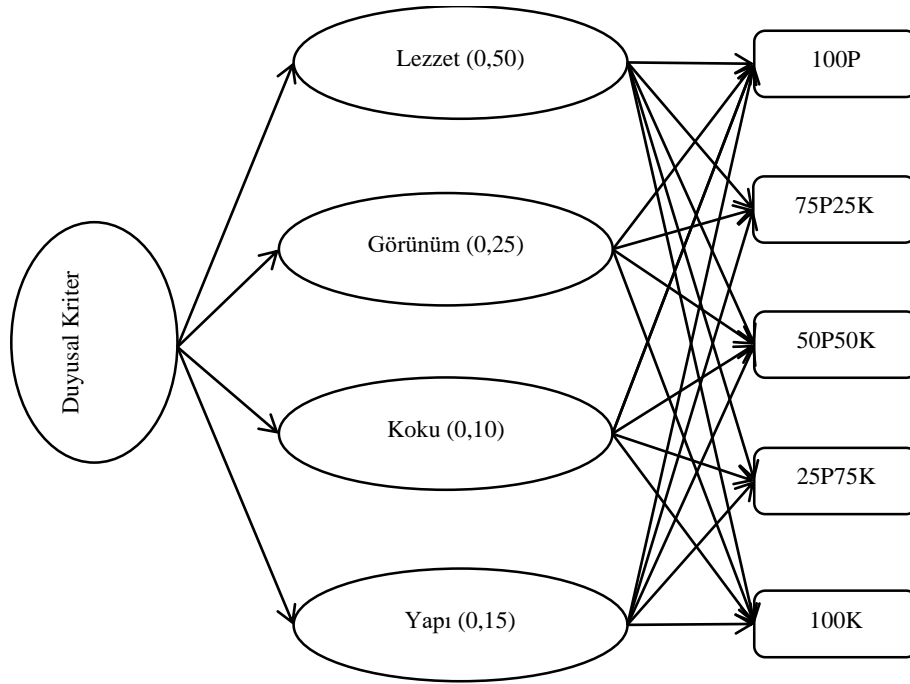 Duyusal Kriter
Lezzet (0,50)
Görünüm (0,25)
Koku (0,10)
Yapı (0,15)
100P
75P25K
50P50K
25P75K
100K